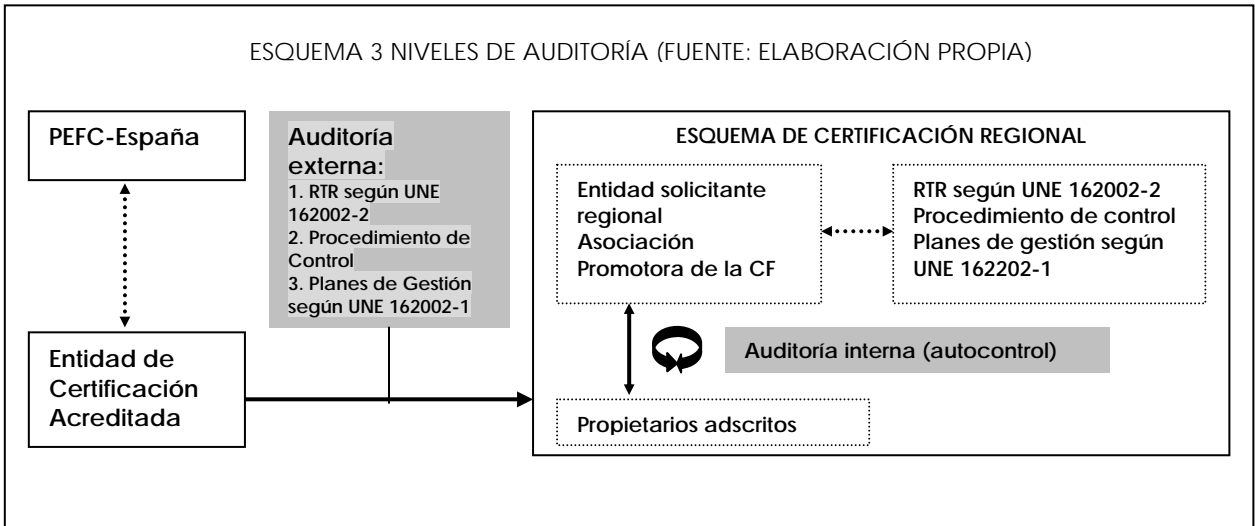 ESQUEMA 3 NIVELES DE AUDITORÍA (FUENTE: ELABORACIÓN PROPIA)
PEFC-España
Auditoría
externa:
1. RTR según UNE
162002-2
2. Procedimiento de
Control
3. Planes de Gestión
según UNE 162002-1
Entidad de
Certificación
Acreditada
ESQUEMA DE CERTIFICACIÓN REGIONAL
Entidad solicitante
regional
Asociación
Promotora de la CF
RTR según UNE 162002-2
Procedimiento de control
Planes de gestión según
UNE 162202-1
Auditoría interna (autocontrol)
Propietarios adscritos